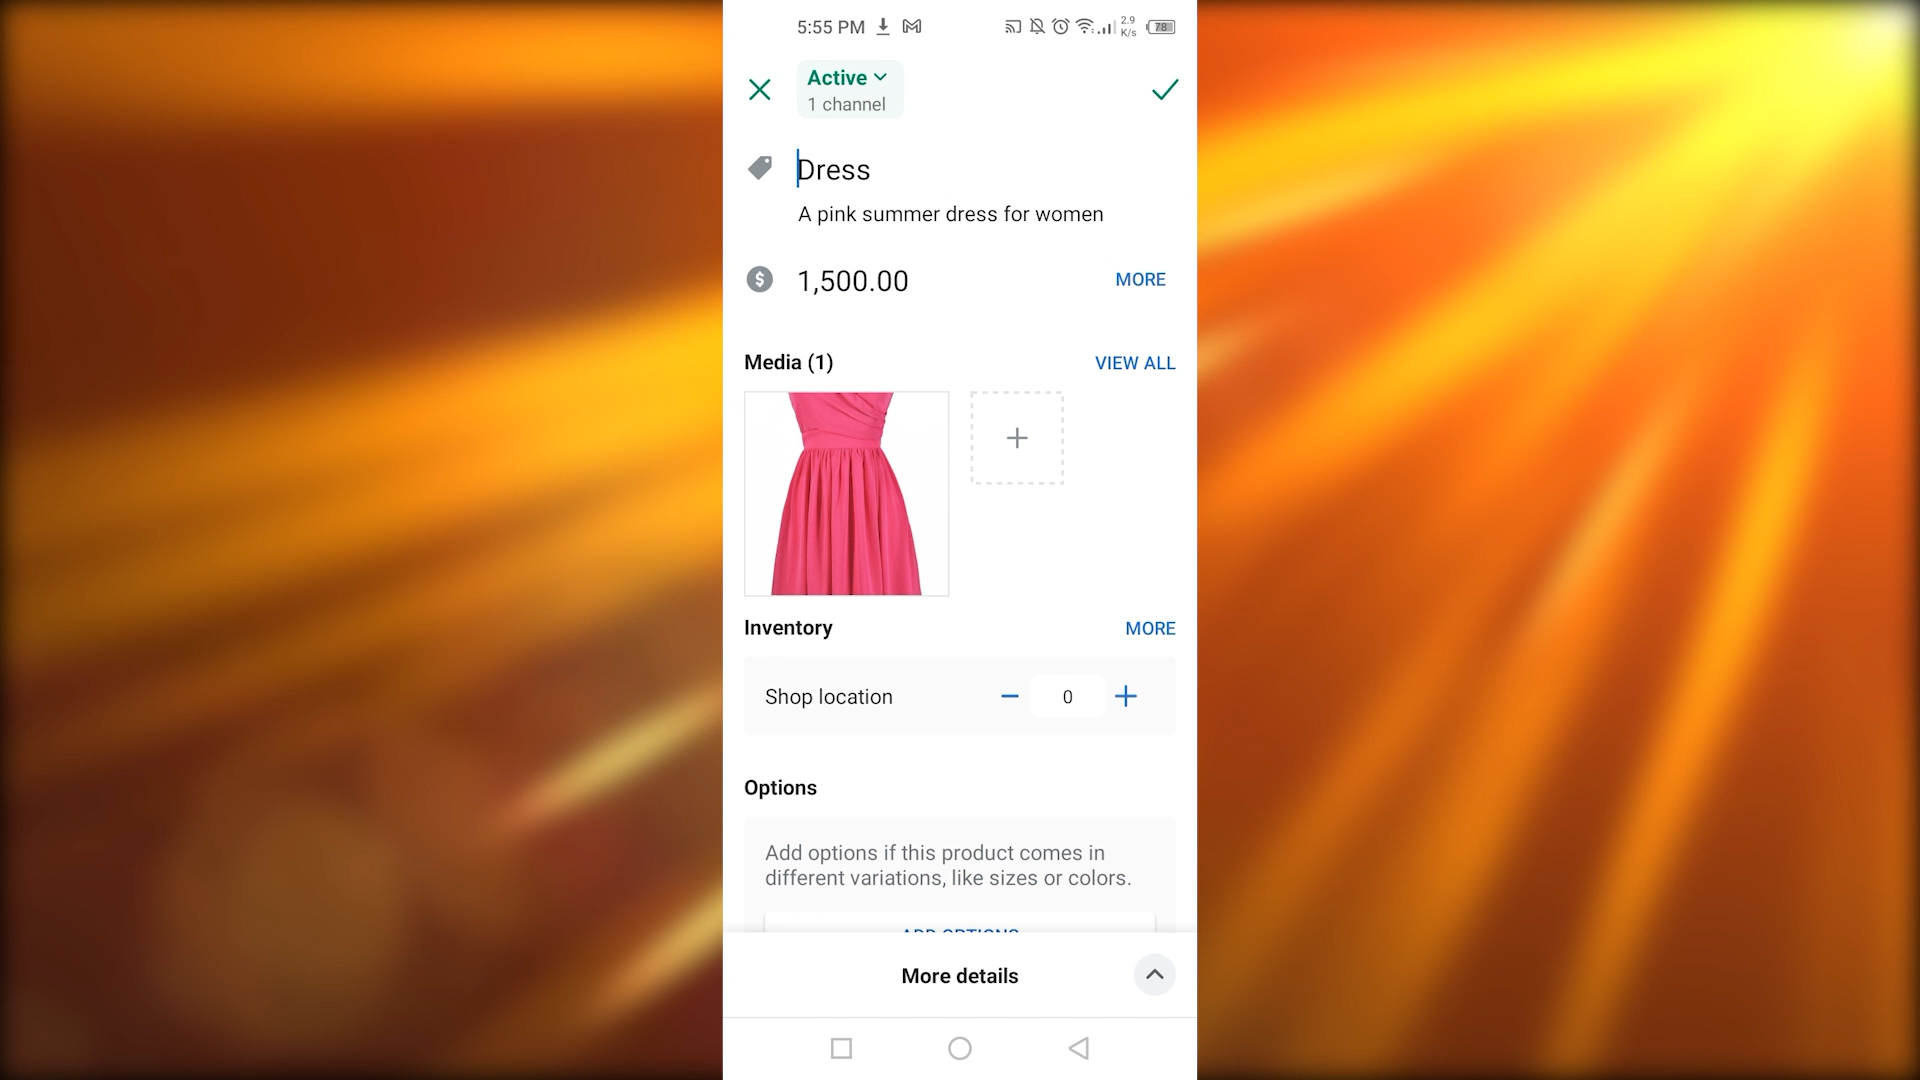 5:55 PM
2.9
K/s
78
Active
1 channel
Dress
A pink summer dress for women
$
1,500.00
MORE
Media (1)
VIEW ALL
Inventory
MORE
Shop location
0
Options
Add options if this product comes in
different variations, like sizes or colors.
ADD OPTIONS
More details